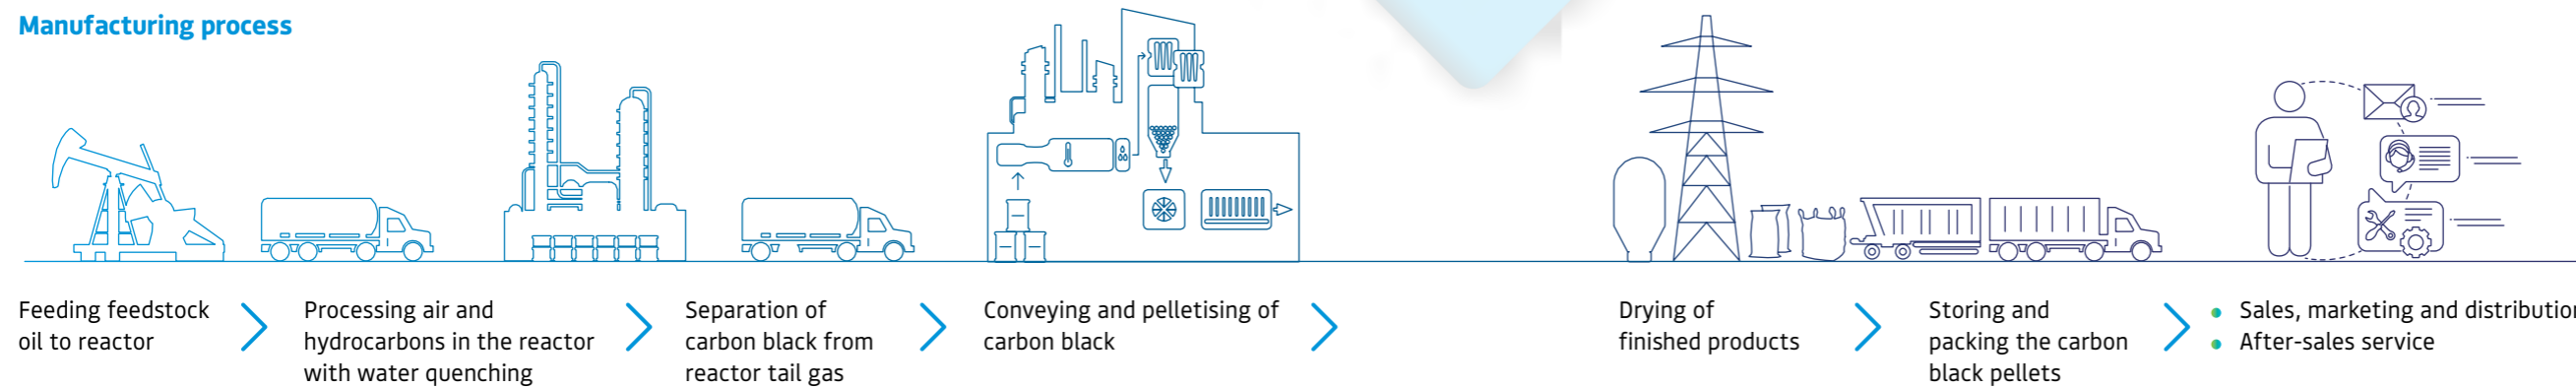 Manufacturing process
Feeding feedstock
oil to reactor
Processing air and
hydrocarbons in the reactor
with water quenching
Separation of
carbon black from
reactor tail gas
Conveying and pelletising of
carbon black
Drying of
finished products
Storing and
packing the carbon
black pellets
Sales, marketing and distribution
After-sales service